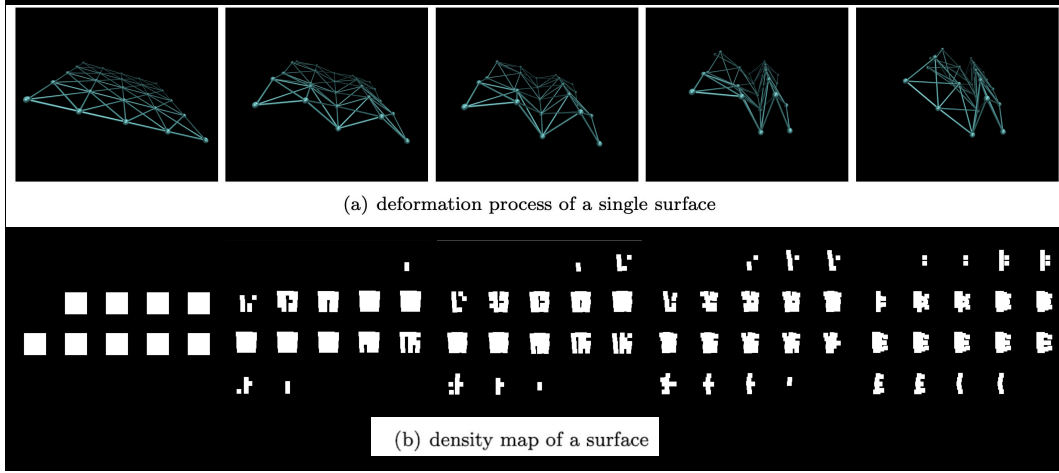 (a) deformation process of a single surface
(b) density map of a surface